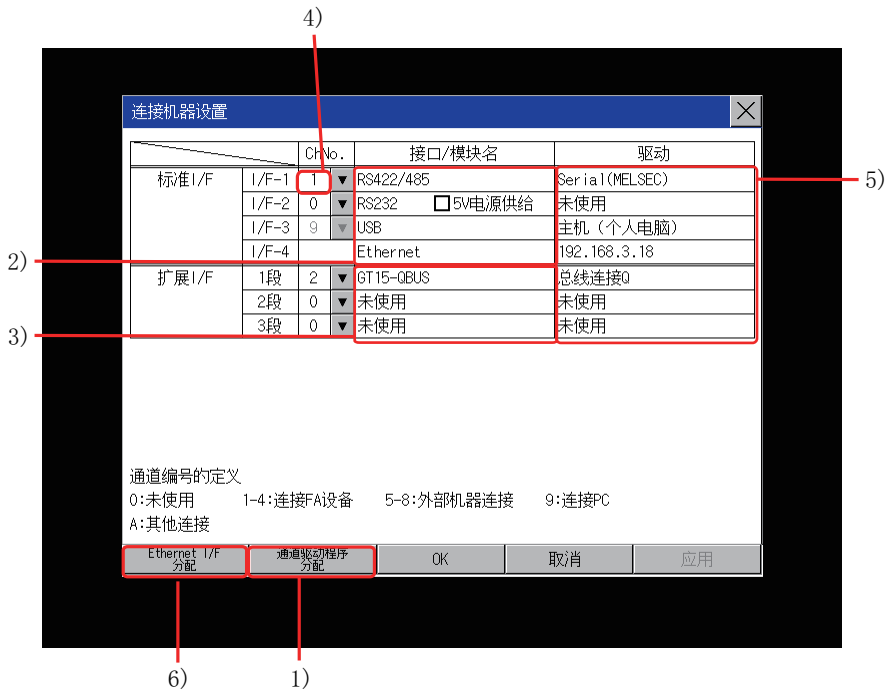 4)
连接机器设置
ChNo. 接口/模块名 驱动
标准I/F I/F-1 1 ▼ RS422/485 Serial(MELSEC)
5)
I/F-2 0 ▼ RS232 □5V电源供给 未使用
I/F-3 9 ▼ USB 主机（个人电脑）
I/F-4 Ethernet 192.168.3.18
2)
扩展I/F 1段 2 ▼ GT15-QBUS 总线连接Q
2段 0 ▼ 未使用 未使用
3段 0 ▼ 未使用 未使用
3)
通道编号的定义
0:未使用 1-4:连接FA设备 5-8:外部机器连接 9:连接PC
A:其他连接
Ethernet I/F
分配
通道驱动程序
分配
OK 取消 应用
6) 1)